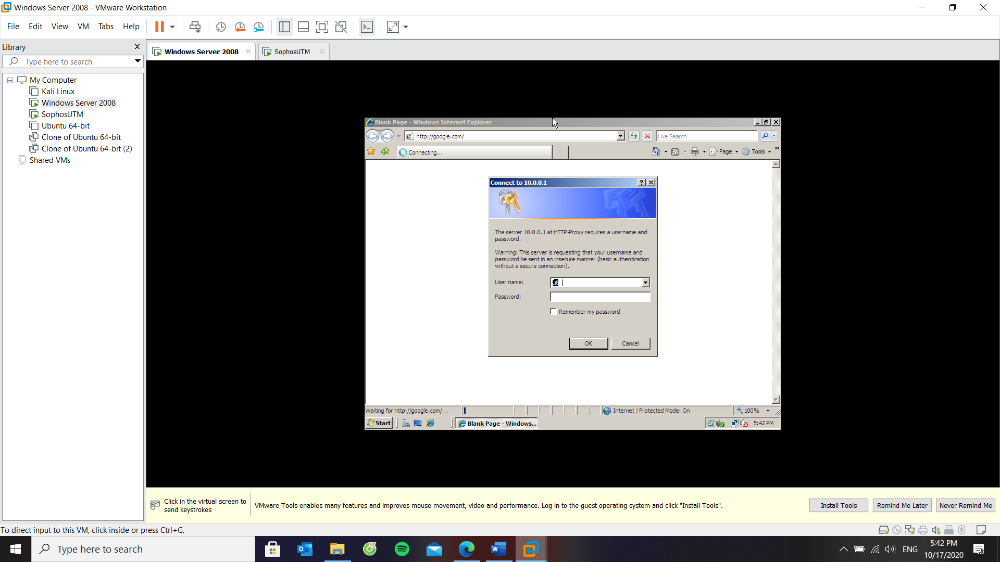 Windows Server 2008 - VMware Workstation
File Edit View VM Tabs Help
Library
Type here to search
My Computer
Kali Linux
Windows Server 2008
SophosUTM
Ubuntu 64-bit
Clone of Ubuntu 64-bit
Clone of Ubuntu 64-bit (2)
Shared VMs
Windows Server 2008
SophosUTM
Blank Page - Windows Internet Explorer
http://google.com/
Live Search
Connecting...
Page
Tools
Connect to 10.0.0.1
The server 10.0.0.1 at HTTP-Proxy requires a username and
password.
Warning: This server is requesting that your username and
password be sent in an insecure manner (basic authentication
without a secure connection).
User name:
Password:
Remember my password
OK
Cancel
Waiting for http://google.com/...
Internet | Protected Mode: On
100%
Start
Blank Page - Windows...
5:42 PM
Click in the virtual screen to
send keystrokes
VMware Tools enables many features and improves mouse movement, video and performance. Log in to the guest operating system and click "Install Tools".
Install Tools
Remind Me Later
Never Remind Me
To direct input to this VM, click inside or press Ctrl+G.
Type here to search
ENG
5:42 PM
10/17/2020